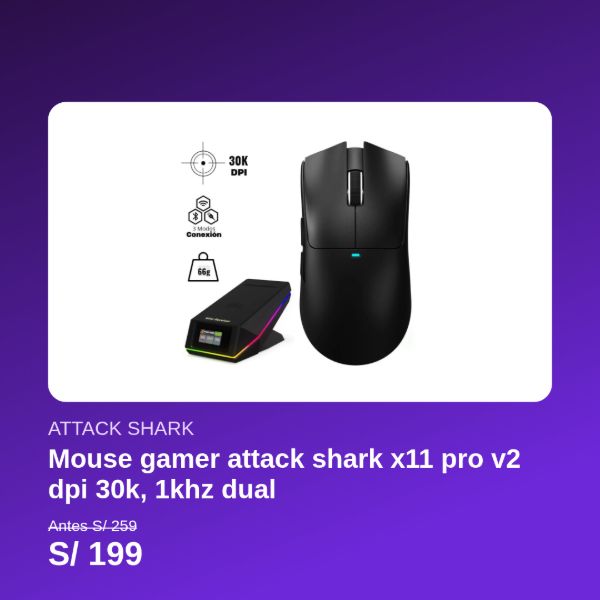 30K
DPI
3 Modos
Conexión
66g
ATTACK SHARK
Mouse gamer attack shark x11 pro v2
dpi 30k, 1khz dual
Antes S/ 259
S/ 199